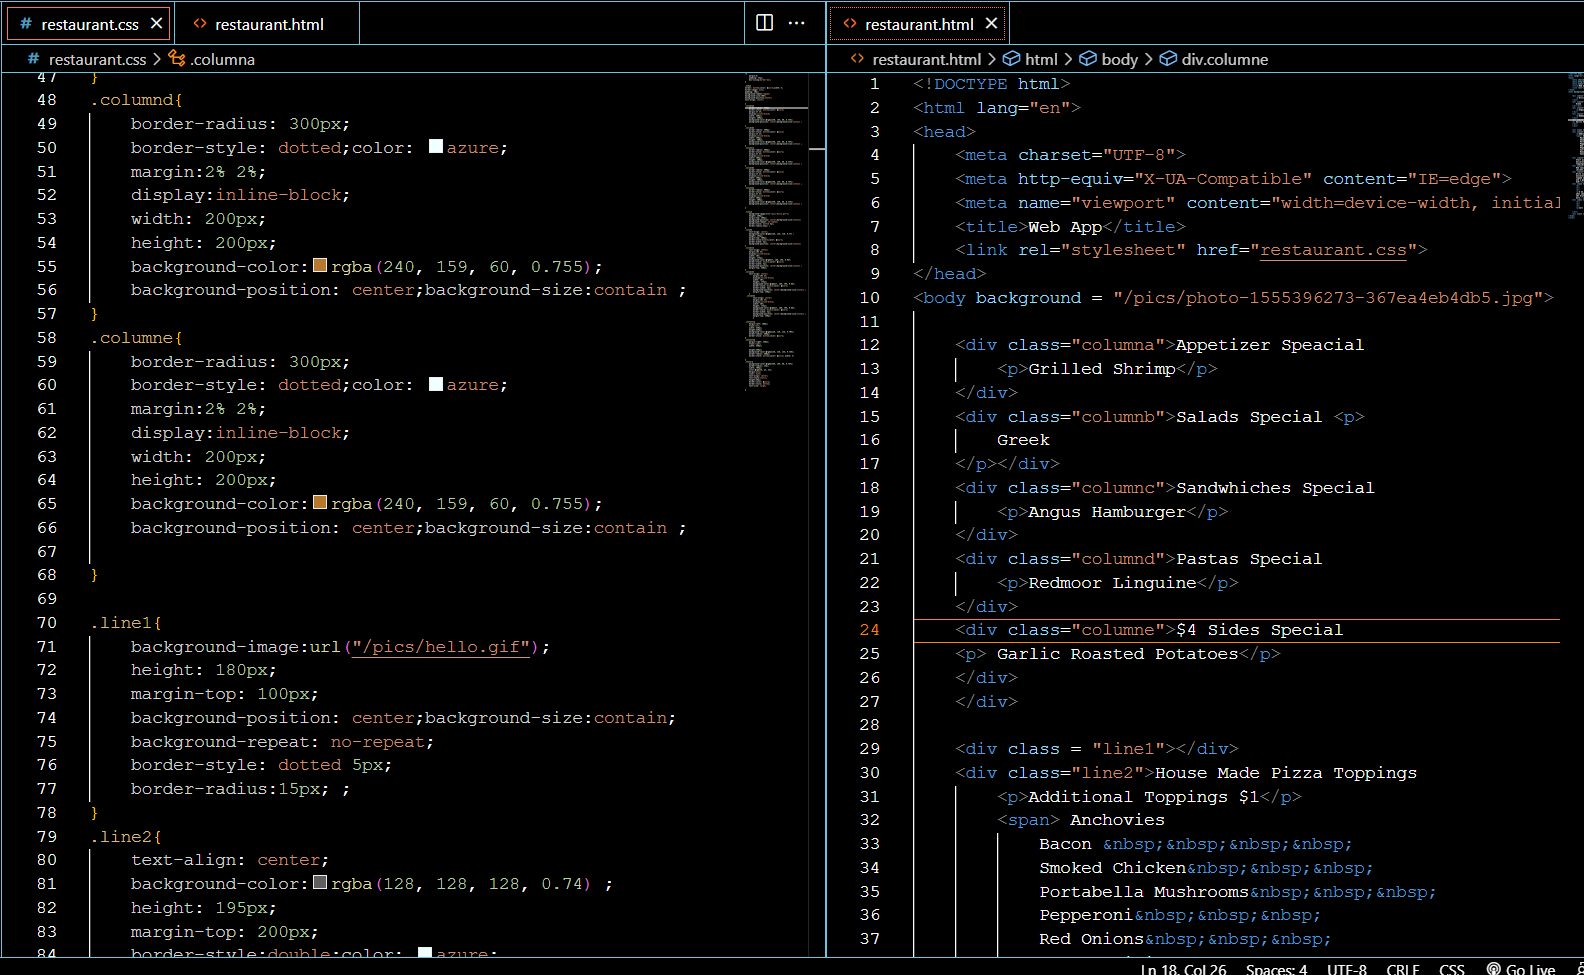 # restaurant.css
<> restaurant.html
# restaurant.css > .columna
47 }
48 .columnd{
49 border-radius: 300px;
50 border-style: dotted;color: azure;
51 margin:2% 2%;
52 display:inline-block;
53 width: 200px;
54 height: 200px;
55 background-color: rgba(240, 159, 60, 0.755);
56 background-position: center;background-size:contain ;
57 }
58 .columne{
59 border-radius: 300px;
60 border-style: dotted;color: azure;
61 margin:2% 2%;
62 display:inline-block;
63 width: 200px;
64 height: 200px;
65 background-color: rgba(240, 159, 60, 0.755);
66 background-position: center;background-size:contain ;
67
68 }
69
70 .line1{
71 background-image:url("/pics/hello.gif");
72 height: 180px;
73 margin-top: 100px;
74 background-position: center;background-size:contain;
75 background-repeat: no-repeat;
76 border-style: dotted 5px;
77 border-radius:15px; ;
78 }
79 .line2{
80 text-align: center;
81 background-color: rgba(128, 128, 128, 0.74) ;
82 height: 195px;
83 margin-top: 200px;
84 border-style:double;color: azure;
<> restaurant.html
<> restaurant.html > html > body > div.columne
1 <!DOCTYPE html>
2 <html lang="en">
3 <head>
4 <meta charset="UTF-8">
5 <meta http-equiv="X-UA-Compatible" content="IE=edge">
6 <meta name="viewport" content="width=device-width, initial
7 <title>Web App</title>
8 <link rel="stylesheet" href="restaurant.css">
9 </head>
10 <body background = "/pics/photo-1555396273-367ea4eb4db5.jpg">
11
12 <div class="columna">Appetizer Speacial
13 <p>Grilled Shrimp</p>
14 </div>
15 <div class="columnb">Salads Special <p>
16 Greek
17 </p></div>
18 <div class="columnc">Sandwhiches Special
19 <p>Angus Hamburger</p>
20 </div>
21 <div class="columnd">Pastas Special
22 <p>Redmoor Linguine</p>
23 </div>
24 <div class="columne">$4 Sides Special
25 <p> Garlic Roasted Potatoes</p>
26 </div>
27 </div>
28
29 <div class = "line1"></div>
30 <div class="line2">House Made Pizza Toppings
31 <p>Additional Toppings $1</p>
32 <span> Anchovies
33 Bacon &nbsp;&nbsp;&nbsp;&nbsp;
34 Smoked Chicken&nbsp;&nbsp;&nbsp;
35 Portabella Mushrooms&nbsp;&nbsp;&nbsp;
36 Pepperoni&nbsp;&nbsp;&nbsp;
37 Red Onions&nbsp;&nbsp;&nbsp;
Ln 18, Col 26 Spaces: 4 UTF-8 CRLF CSS Go Live